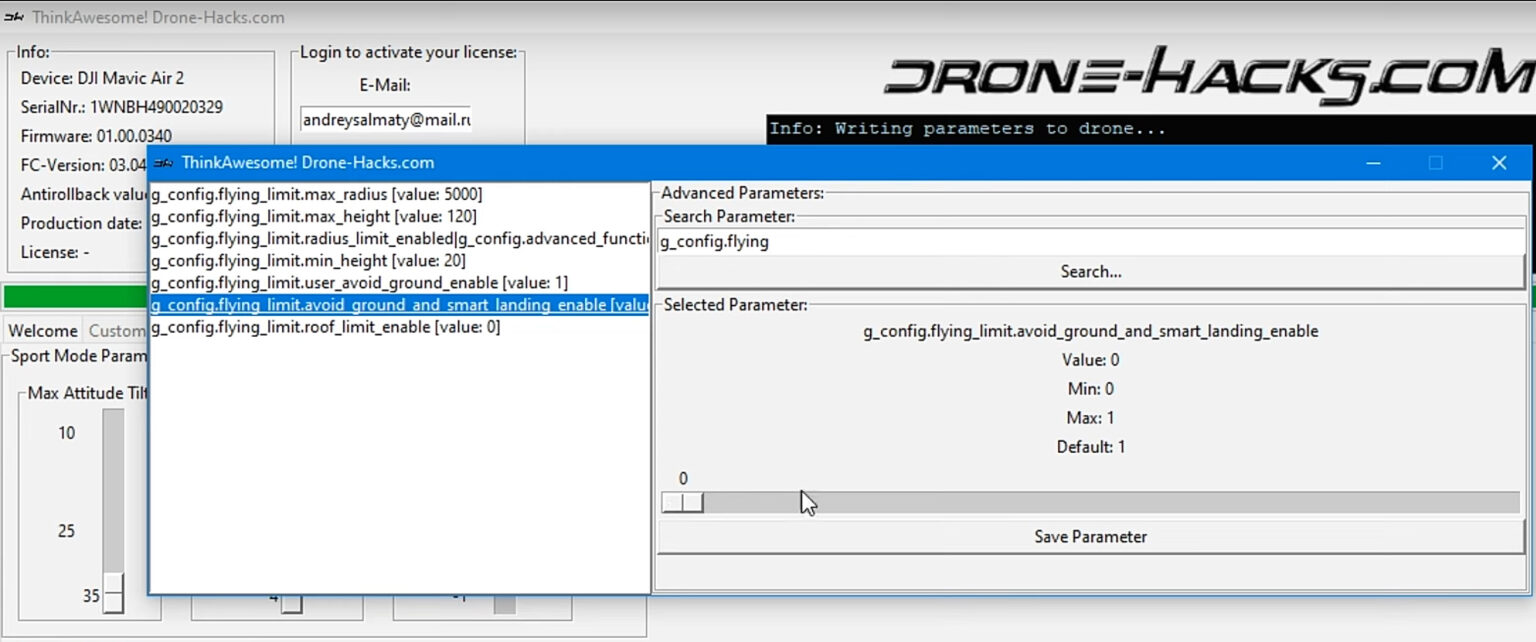 ThinkAwesome! Drone-Hacks.com
Info:
Device: DJI Mavic Air 2
SerialNr.: 1WNBH490020329
Firmware: 01.00.0340
FC-Version: 03.04
Antirollback valu
Production date:
License: -
Login to activate your license:
E-Mail:
andreysalmaty@mail.ru
DRONE-HACKS.COM
Info: Writing parameters to drone...
ThinkAwesome! Drone-Hacks.com
g_config.flying_limit.max_radius [value: 5000]
g_config.flying_limit.max_height [value: 120]
g_config.flying_limit.radius_limit_enabled|g_config.advanced_functi
g_config.flying_limit.min_height [value: 20]
g_config.flying_limit.user_avoid_ground_enable [value: 1]
g_config.flying_limit.avoid_ground_and_smart_landing_enable [valu
g_config.flying_limit.roof_limit_enable [value: 0]
Advanced Parameters:
Search Parameter:
g_config.flying
Search...
Selected Parameter:
g_config.flying_limit.avoid_ground_and_smart_landing_enable
Value: 0
Min: 0
Max: 1
Default: 1
0
Save Parameter
Welcome Custom
Sport Mode Param
Max Attitude Tilt
10
25
35
4
-1